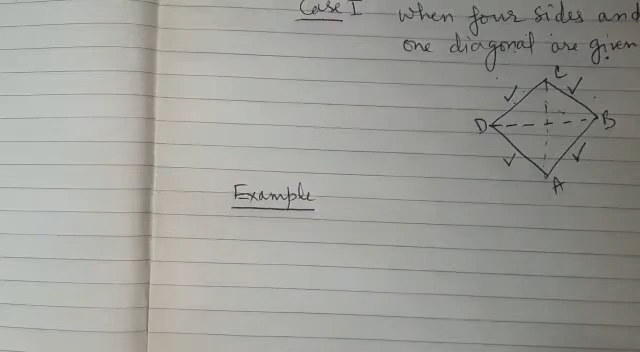 Case I when four sides and
one diagonal are given
C
D
B
A
Example